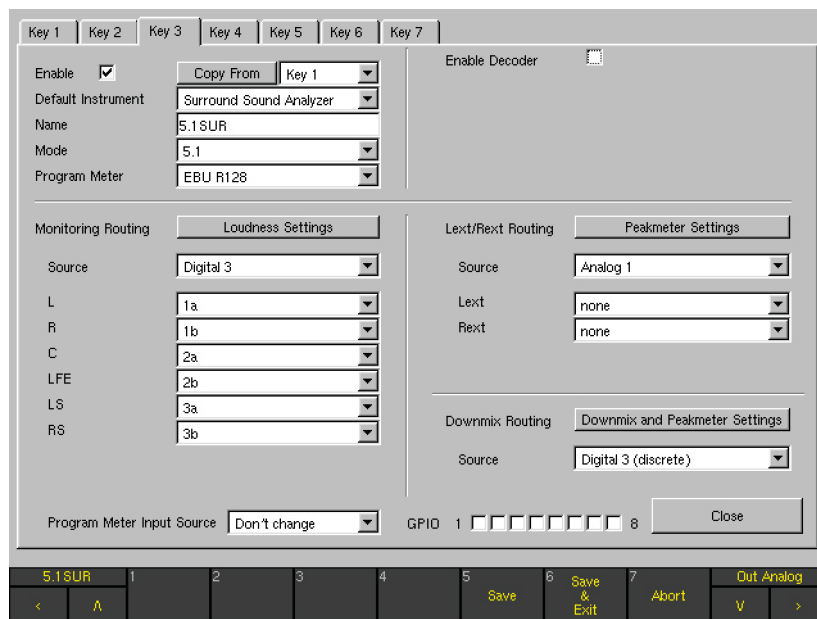 Key 1 Key 2 Key 3 Key 4 Key 5 Key 6 Key 7
Enable Copy From Key 1
Enable Decoder
Default Instrument Surround Sound Analyzer
Name 5.1SUR
Mode 5.1
Program Meter EBU R128
Monitoring Routing Loudness Settings
Lext/Rext Routing Peakmeter Settings
Source Digital 3
Source Analog 1
L 1a
Lext none
R 1b
Rext none
C 2a
LFE 2b
LS 3a
RS 3b
Downmix Routing Downmix and Peakmeter Settings
Source Digital 3 (discrete)
Program Meter Input Source Don't change
GPIO 1 8
Close
5.1SUR 1 2 3 4 5 6 7 Out Analog
< Λ Save Save & Exit Abort V >